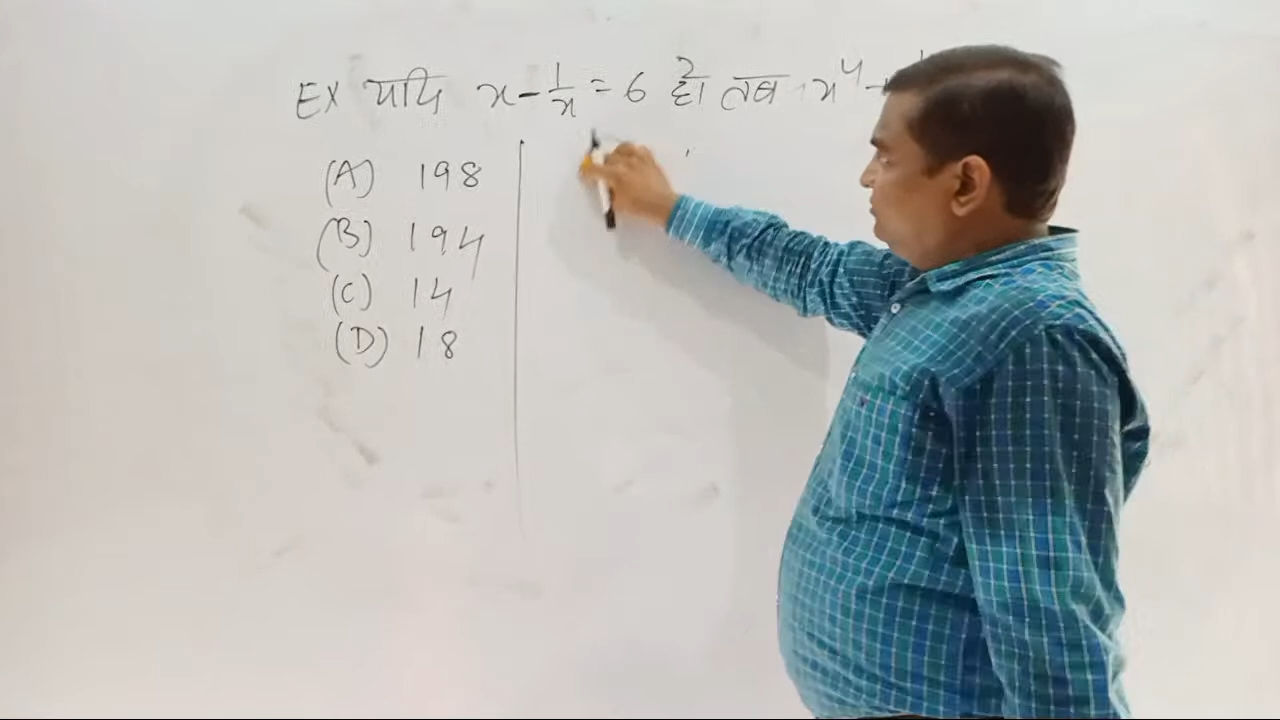 EX यदि x - 1/x = 6 हो तब x⁴ +
(A) 198
(B) 194
(C) 14
(D) 18